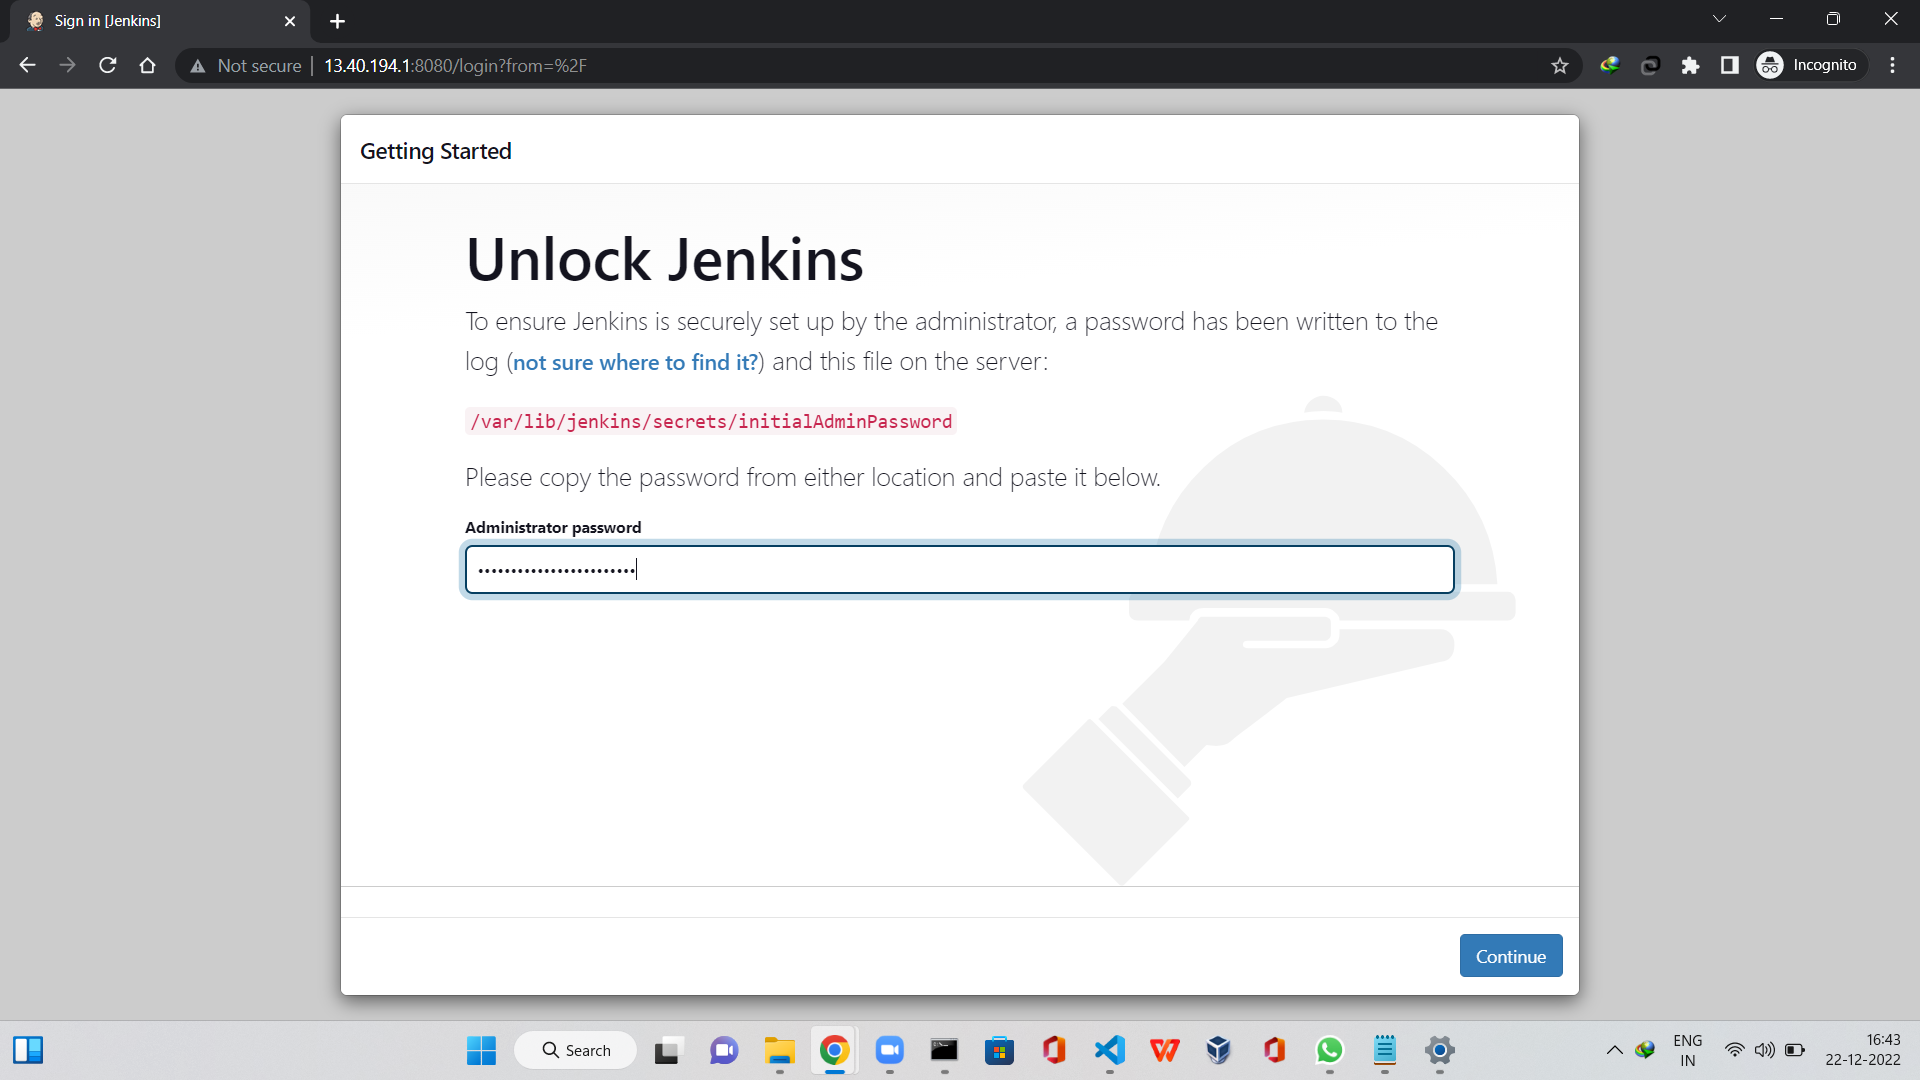 Sign in [Jenkins]
Not secure
13.40.194.1:8080/login?from=%2F
Incognito
Getting Started
Unlock Jenkins
To ensure Jenkins is securely set up by the administrator, a password has been written to the
log (not sure where to find it?) and this file on the server:
/var/lib/jenkins/secrets/initialAdminPassword
Please copy the password from either location and paste it below.
Administrator password
••••••••••••••••••••••••
Continue
Search
ENG
IN
16:43
22-12-2022